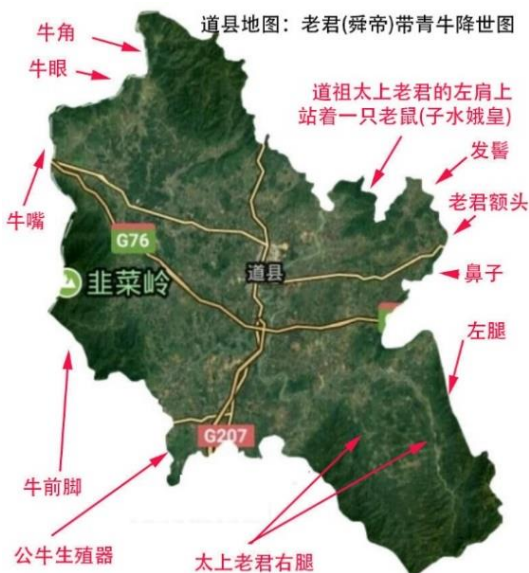 道县地图：老君(舜帝)带青牛降世图
牛角
牛眼
道祖太上老君的左肩上
站着一只老鼠(子水娥皇)
发髻
老君额头
牛嘴
G76
道县
鼻子
韭菜岭
左腿
G207
牛前脚
公牛生殖器
太上老君右腿